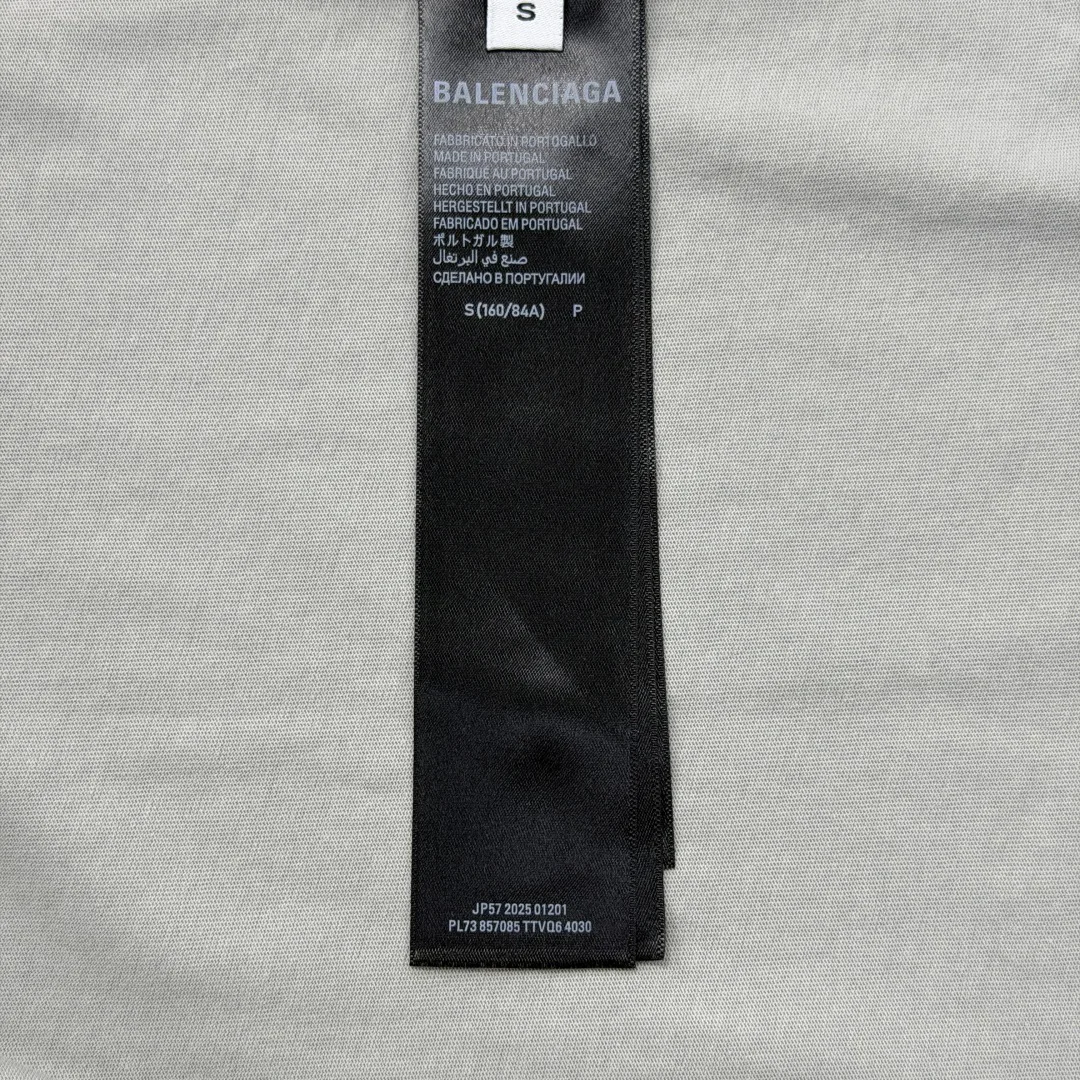 S
BALENCIAGA
FABBRICATO IN PORTOGALLO
MADE IN PORTUGAL
FABRIQUÉ AU PORTUGAL
HECHO EN PORTUGAL
HERGESTELLT IN PORTUGAL
FABRICADO EM PORTUGAL
ポルトガル製
صنع في البرتغال
СДЕЛАНО В ПОРТУГАЛИИ
S (160/84A) P
JP57 2025 01201
PL73 857085 TTVQ6 4030